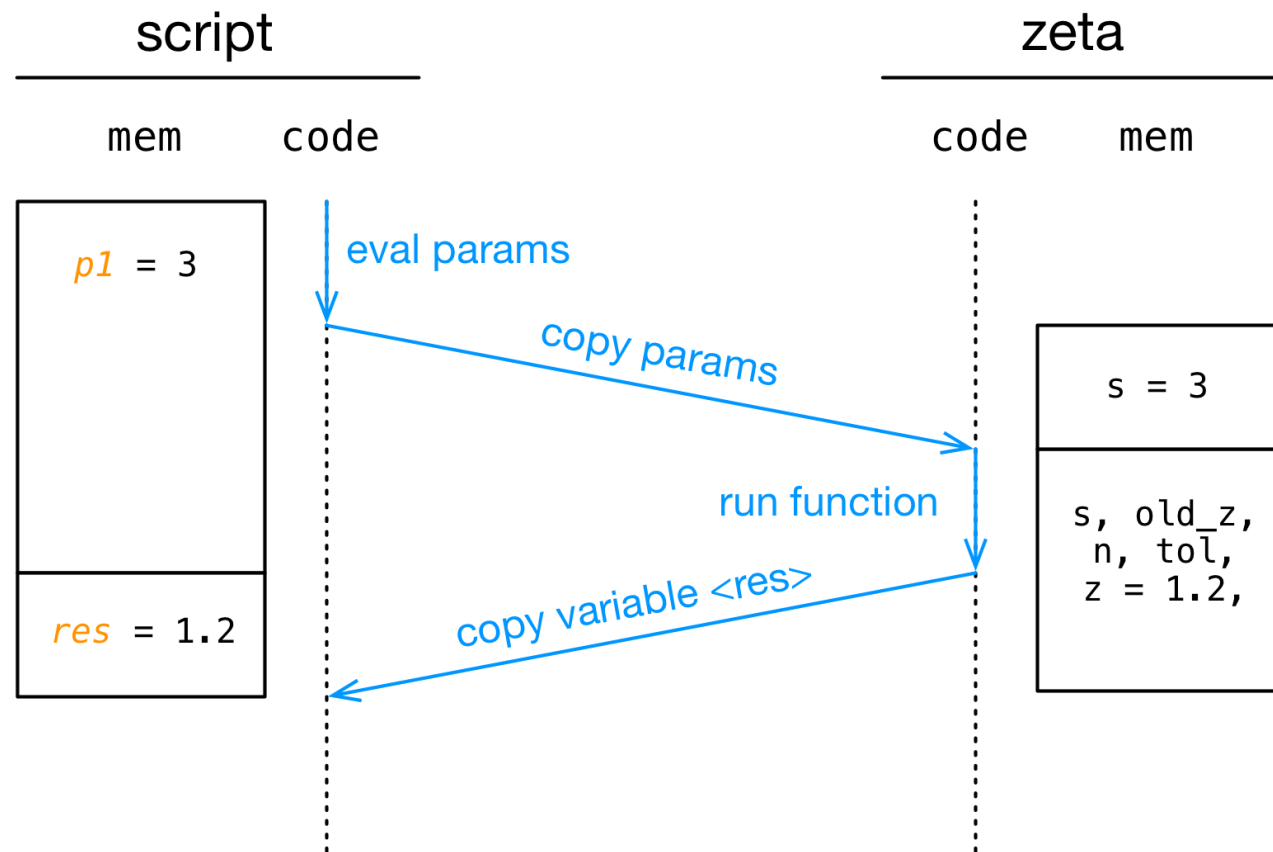 script
zeta
mem
code
code
mem
p1 = 3
eval params
copy params
s = 3
run function
s, old_z,
n, tol,
z = 1.2,
copy variable <res>
res = 1.2